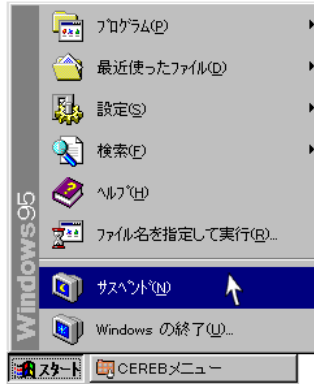 ﾌﾟﾛｸﾞﾗﾑ(P)
最近使ったﾌｧｲﾙ(D)
設定(S)
検索(F)
ﾍﾙﾌﾟ(H)
ﾌｧｲﾙ名を指定して実行(R)...
ｻｽﾍﾟﾝﾄﾞ(N)
Windows の終了(U)...
Windows95
スタート
CEREBメニュー